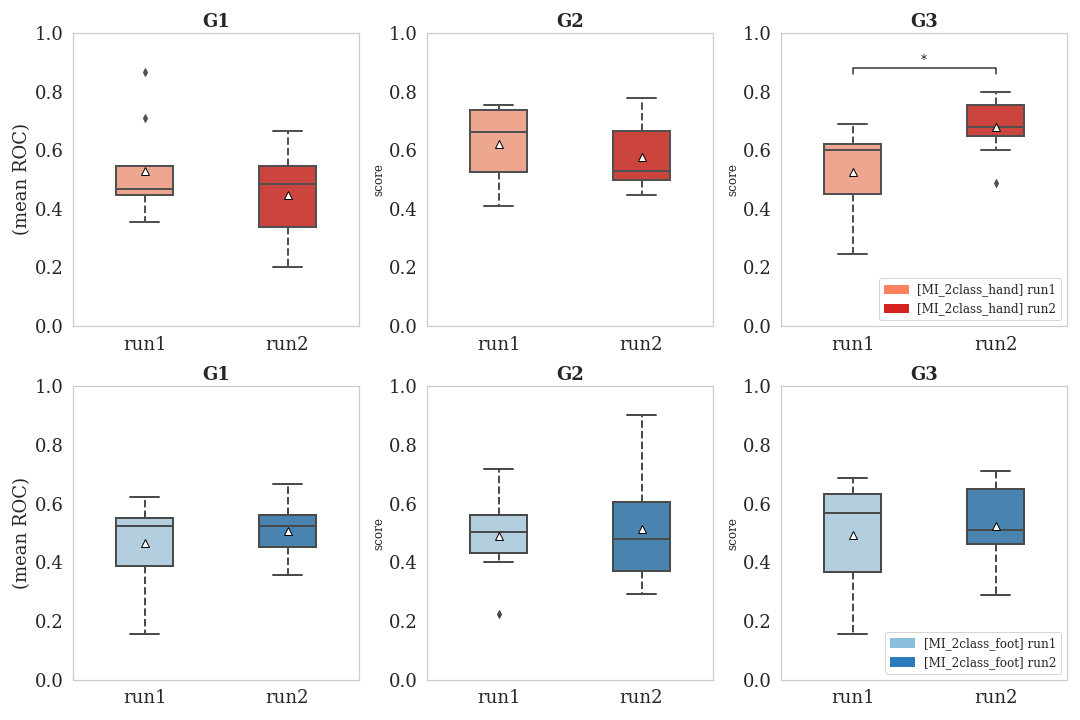 G1
G2
G3
1.0
0.8
0.6
0.4
0.2
0.0
(mean ROC)
run1
run2
1.0
0.8
0.6
0.4
0.2
0.0
score
run1
run2
1.0
0.8
0.6
0.4
0.2
0.0
score
*
[MI_2class_hand] run1
[MI_2class_hand] run2
run1
run2
G1
G2
G3
1.0
0.8
0.6
0.4
0.2
0.0
(mean ROC)
run1
run2
1.0
0.8
0.6
0.4
0.2
0.0
score
run1
run2
1.0
0.8
0.6
0.4
0.2
0.0
score
[MI_2class_foot] run1
[MI_2class_foot] run2
run1
run2